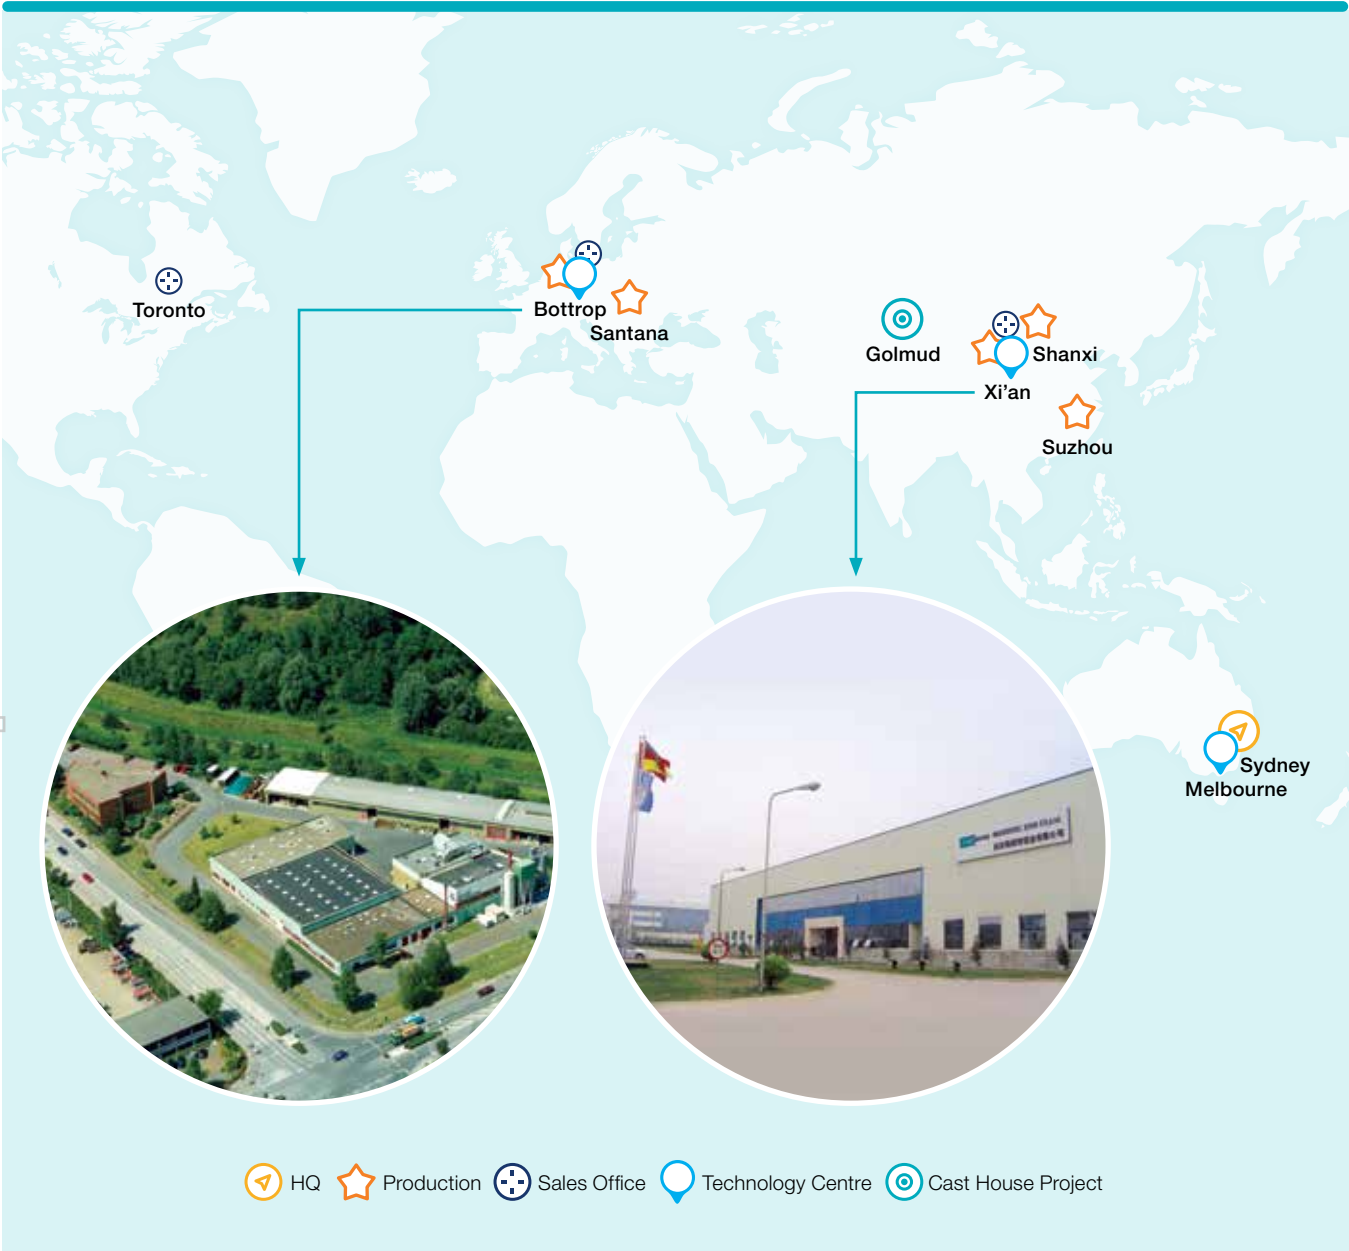 Toronto
Bottrop
Santana
Golmud
Shanxi
Xi'an
Suzhou
Sydney
Melbourne
HQ
Production
Sales Office
Technology Centre
Cast House Project